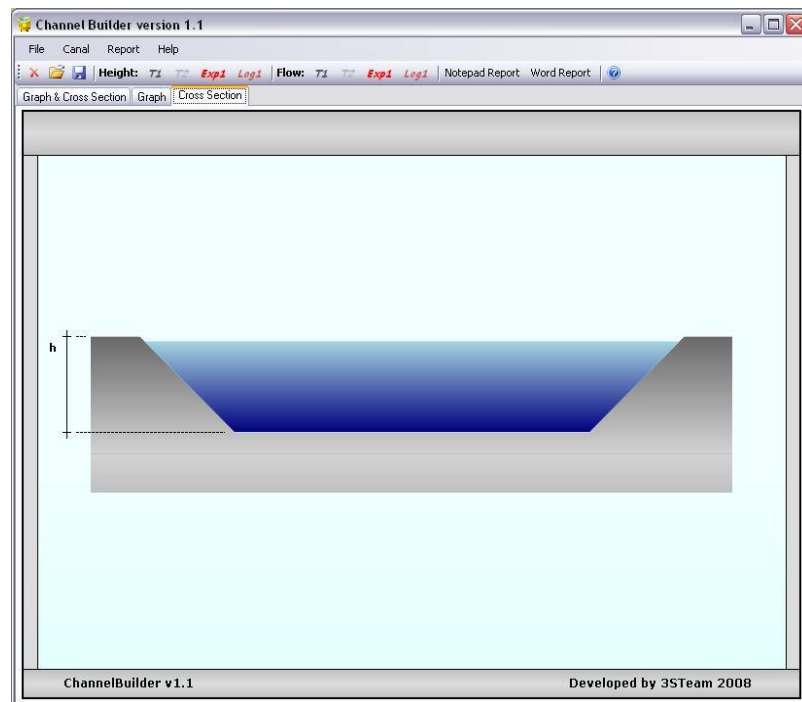 Channel Builder version 1.1
File Canal Report Help
Height: T1 T2 Exp1 Log1 Flow: T1 T2 Exp1 Log1 Notepad Report Word Report
Graph & Cross Section Graph Cross Section
h
ChannelBuilder v1.1 Developed by 3STeam 2008